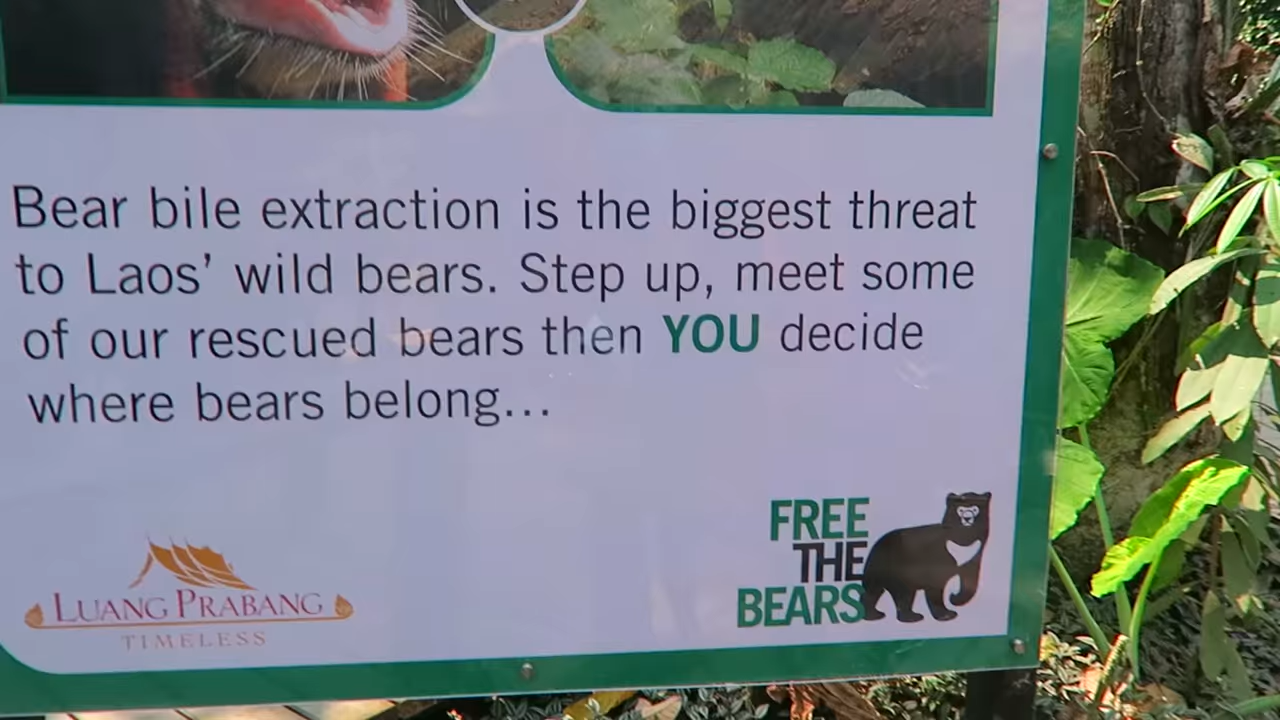 Bear bile extraction is the biggest threat
to Laos' wild bears. Step up, meet some
of our rescued bears then YOU decide
where bears belong...
LUANG PRABANG
TIMELESS
FREE
THE
BEARS